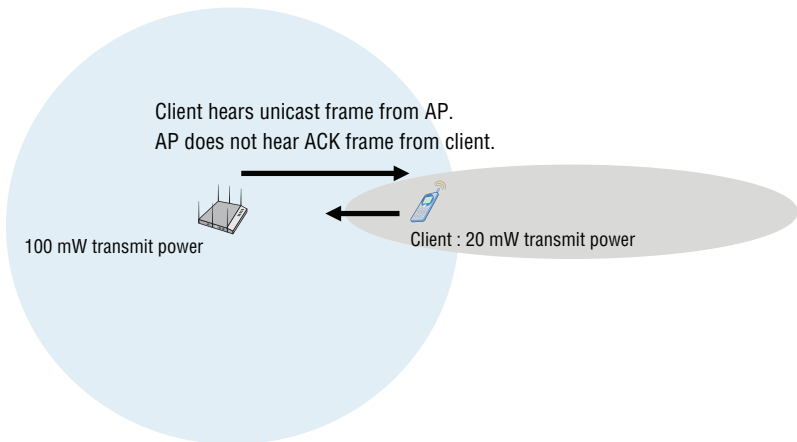 Client hears unicast frame from AP.
AP does not hear ACK frame from client.
100 mW transmit power
Client : 20 mW transmit power